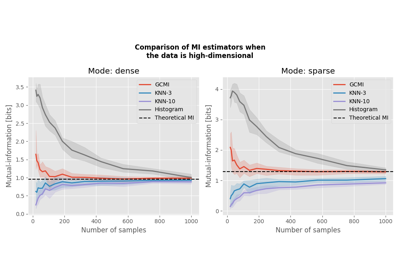 Comparison of MI estimators when
the data is high-dimensional
Mode: dense
Mutual-information [bits]
3.5
3.0
2.5
2.0
1.5
1.0
0.5
0.0
GCMI
KNN-3
KNN-10
Histogram
Theoretical MI
0 200 400 600 800 1000
Number of samples
Mode: sparse
Mutual-information [bits]
4
3
2
1
0
GCMI
KNN-3
KNN-10
Histogram
Theoretical MI
0 200 400 600 800 1000
Number of samples